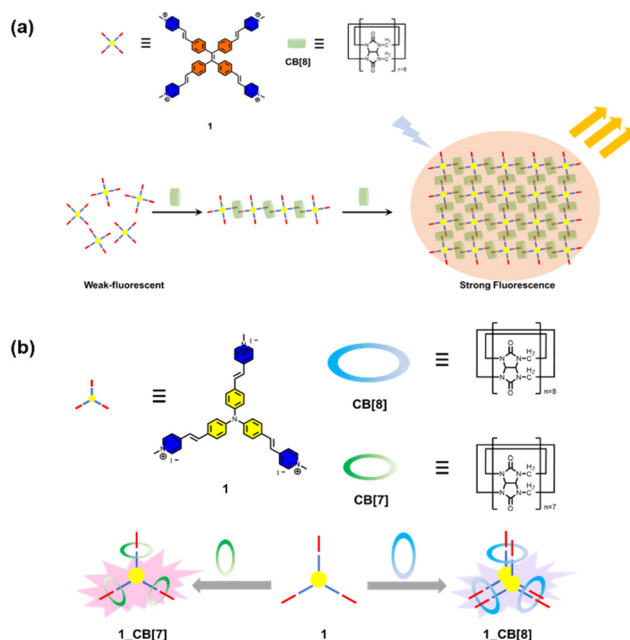 (a)
≡
CB[8]
≡
n=8
1
Weak-fluorescent
Strong Fluorescence
(b)
≡
1
CB[8]
≡
n=8
CB[7]
≡
n=7
1_CB[7]
1
1_CB[8]